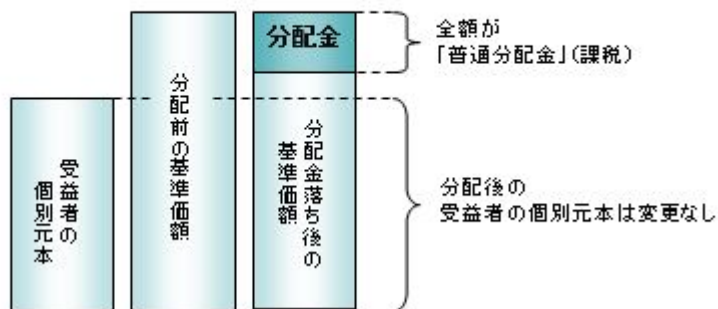 受益者の
個別元本
分配前の基準価額
分配金
分配金落ち後の
基準価額
全額が
「普通分配金」(課税)
分配後の
受益者の個別元本は変更なし